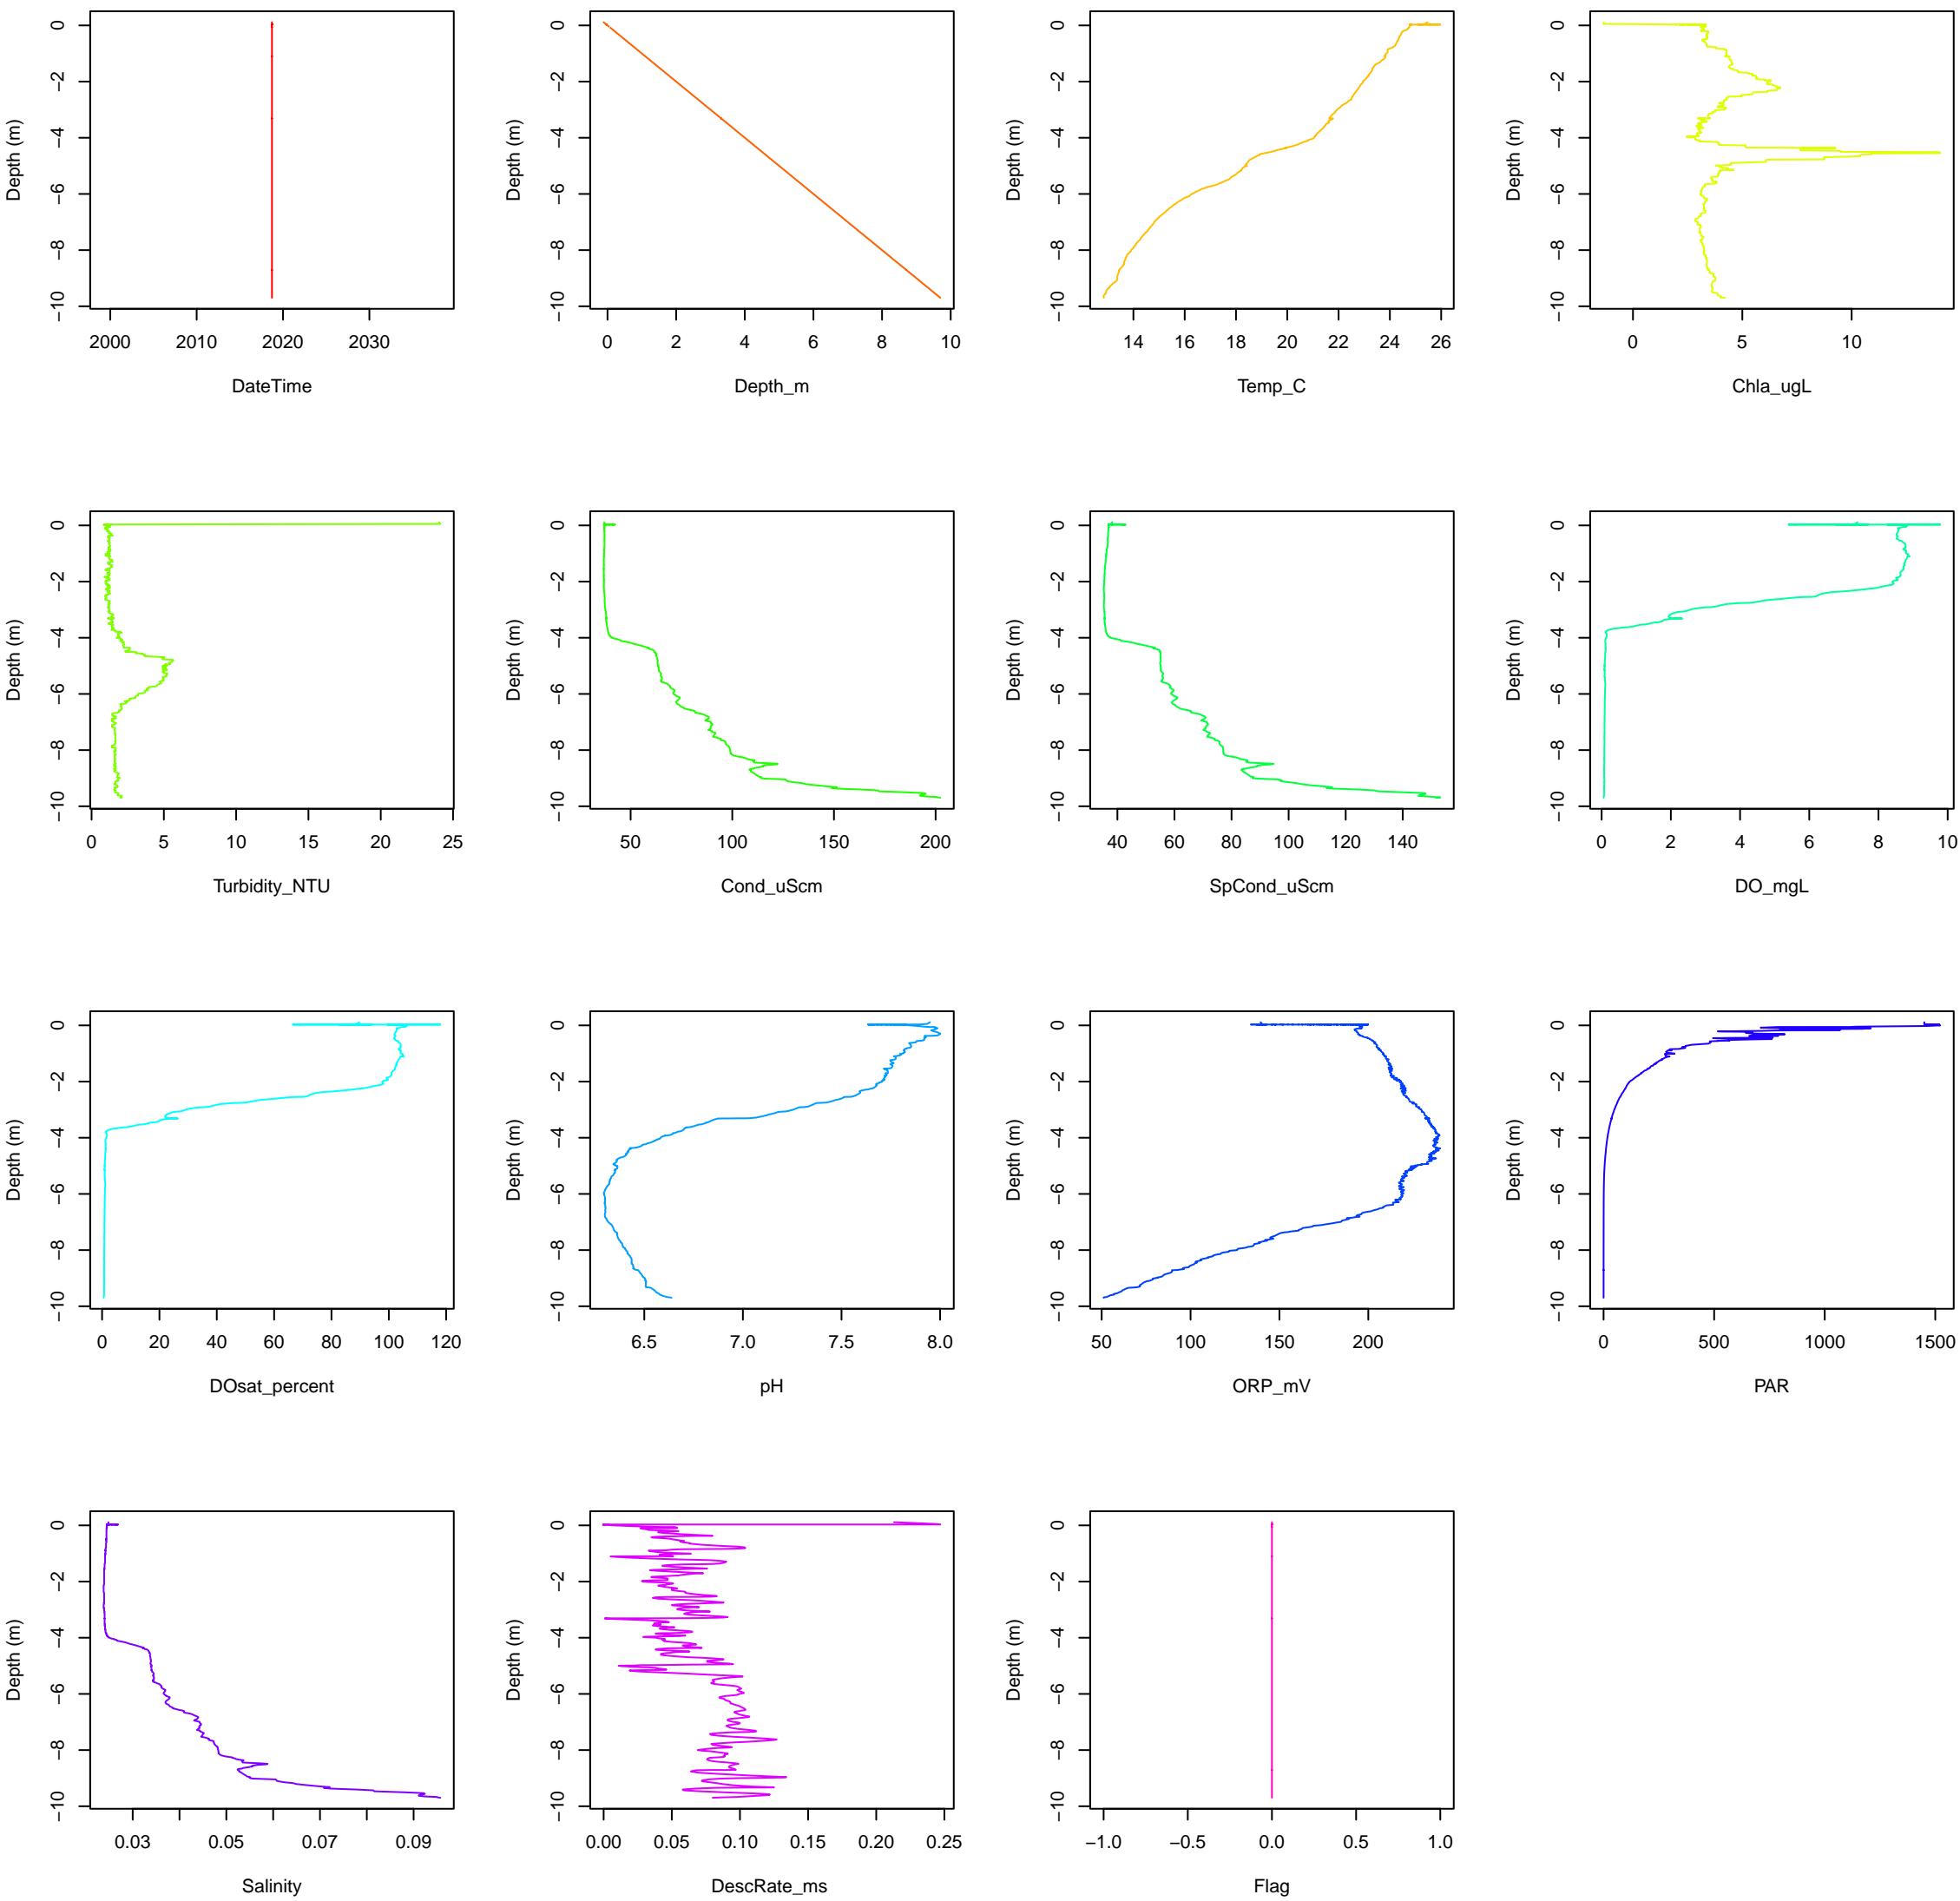 0 0 0 0
−2 −2 −2 −2
Depth (m) Depth (m) Depth (m) Depth (m)
−4 −4 −4 −4
−6 −6 −6 −6
−8 −8 −8 −8
−10 −10 −10 −10
2000 2010 2020 2030 0 2 4 6 8 10 14 16 18 20 22 24 26 0 5 10
DateTime Depth_m Temp_C Chla_ugL
0 0 0 0
−2 −2 −2 −2
Depth (m) Depth (m) Depth (m) Depth (m)
−4 −4 −4 −4
−6 −6 −6 −6
−8 −8 −8 −8
−10 −10 −10 −10
0 5 10 15 20 25 50 100 150 200 40 60 80 100 120 140 0 2 4 6 8 10
Turbidity_NTU Cond_uScm SpCond_uScm DO_mgL
0 0 0 0
−2 −2 −2 −2
Depth (m) Depth (m) Depth (m) Depth (m)
−4 −4 −4 −4
−6 −6 −6 −6
−8 −8 −8 −8
−10 −10 −10 −10
0 20 40 60 80 100 120 6.5 7.0 7.5 8.0 50 100 150 200 0 500 1000 1500
DOsat_percent pH ORP_mV PAR
0 0 0
−2 −2 −2
Depth (m) Depth (m) Depth (m)
−4 −4 −4
−6 −6 −6
−8 −8 −8
−10 −10 −10
0.03 0.05 0.07 0.09 0.00 0.05 0.10 0.15 0.20 0.25 −1.0 −0.5 0.0 0.5 1.0
Salinity DescRate_ms Flag